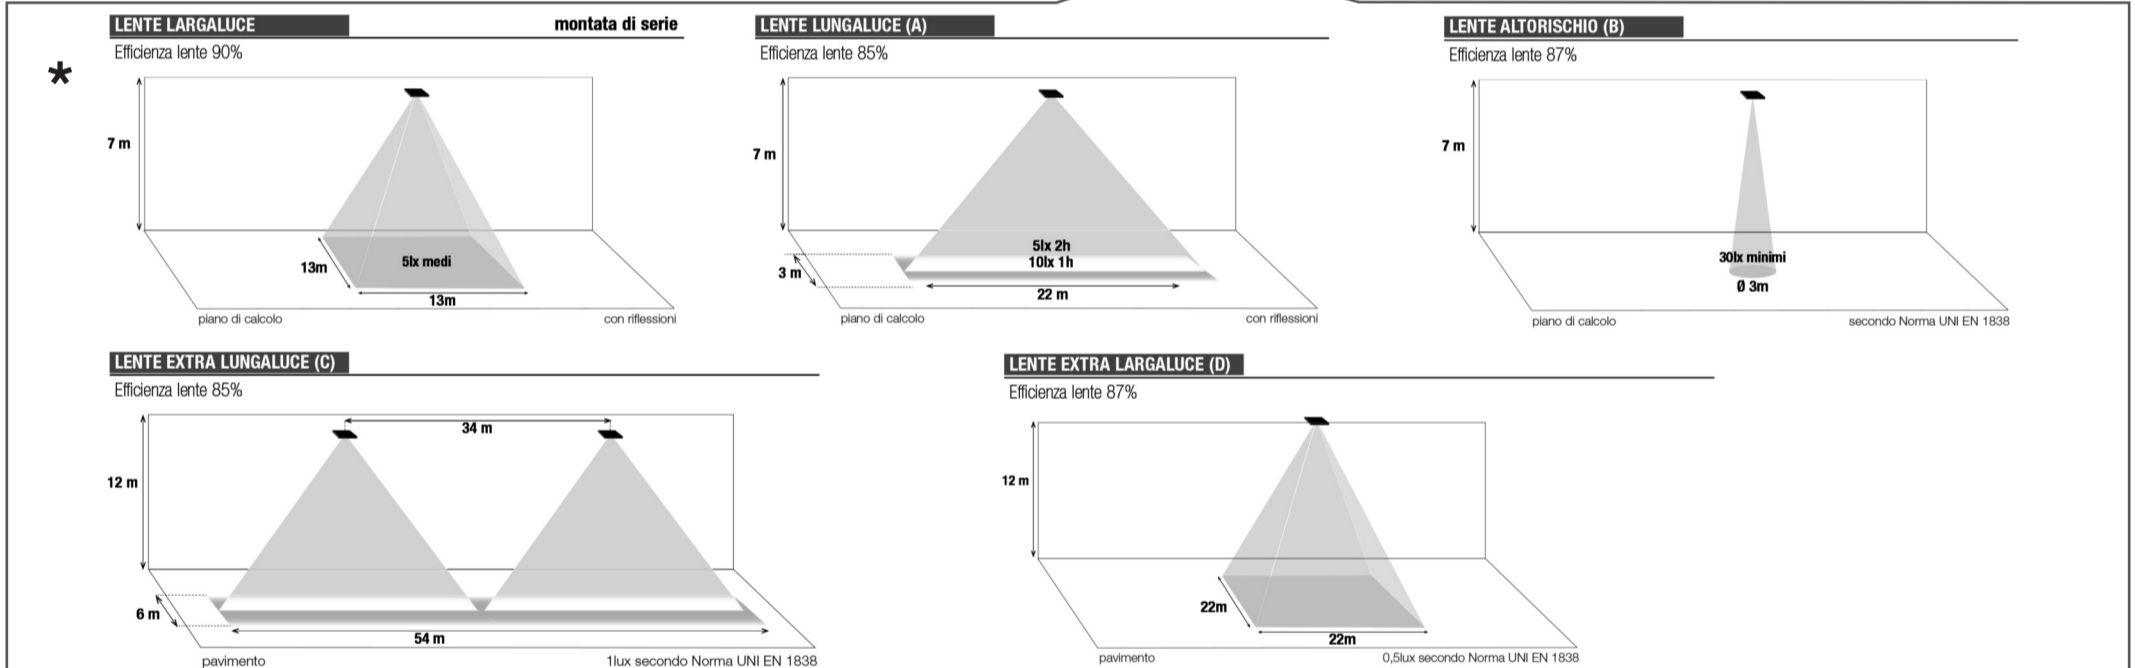 LENTE LARGALUCE
montata di serie
Efficienza lente 90%
*
7 m
13m
5lx medi
13m
piano di calcolo
con riflessioni
LENTE LUNGALUCE (A)
Efficienza lente 85%
7 m
5lx 2h
10lx 1h
3 m
22 m
piano di calcolo
con riflessioni
LENTE ALTORISCHIO (B)
Efficienza lente 87%
7 m
30lx minimi
Ø 3m
piano di calcolo
secondo Norma UNI EN 1838
LENTE EXTRA LUNGALUCE (C)
Efficienza lente 85%
34 m
12 m
6 m
54 m
pavimento
1lux secondo Norma UNI EN 1838
LENTE EXTRA LARGALUCE (D)
Efficienza lente 87%
12 m
22m
22m
pavimento
0,5lux secondo Norma UNI EN 1838